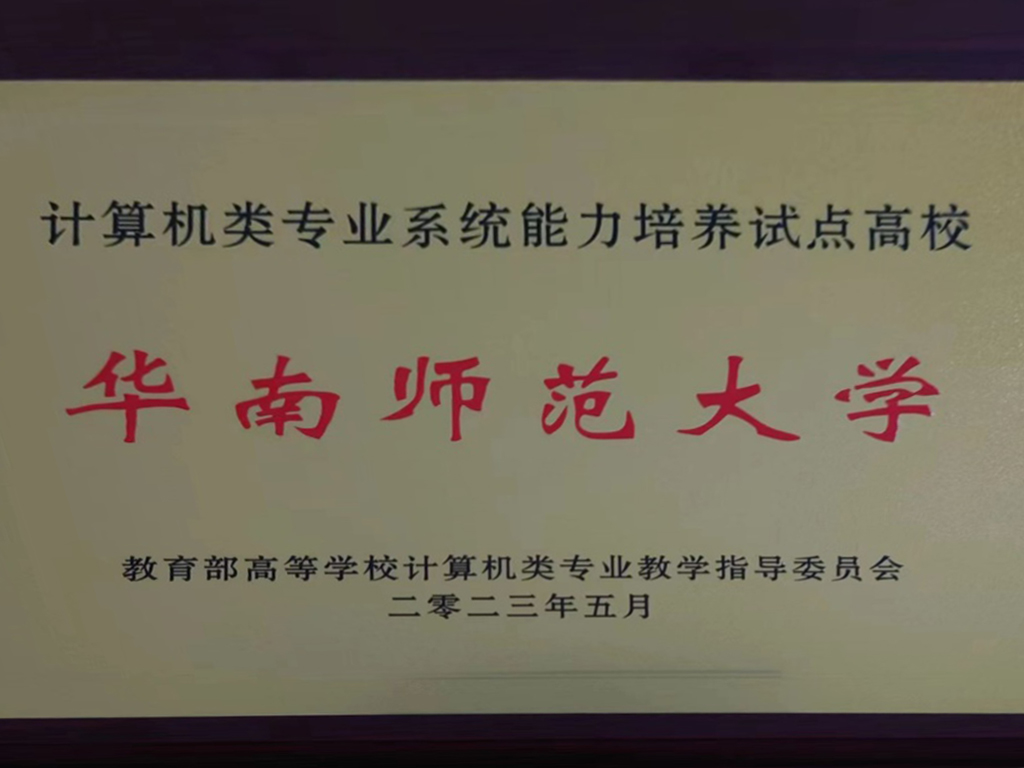 计算机类专业系统能力培养试点高校
华南师范大学
教育部高等学校计算机类专业教学指导委员会
二零二三年五月